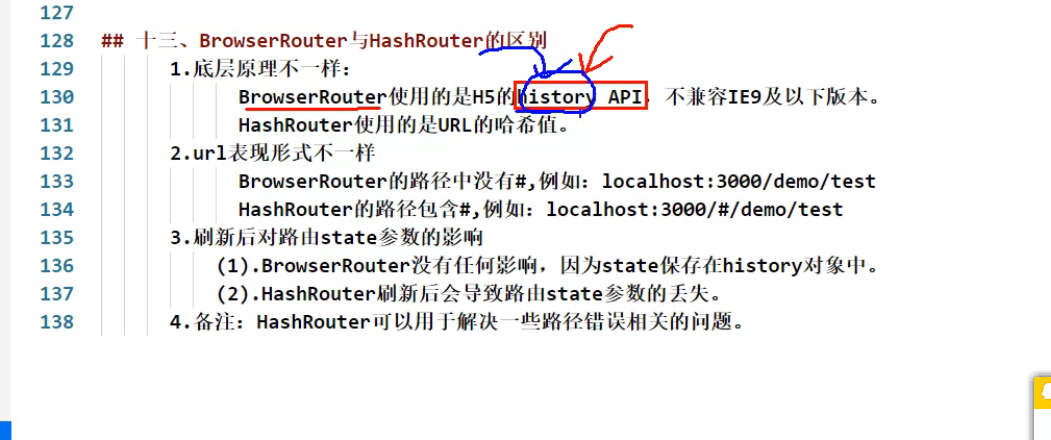 127
128 ## 十三、BrowserRouter与HashRouter的区别
129 1.底层原理不一样：
130 BrowserRouter使用的是H5的history API，不兼容IE9及以下版本。
131 HashRouter使用的是URL的哈希值。
132 2.url表现形式不一样
133 BrowserRouter的路径中没有#,例如：localhost:3000/demo/test
134 HashRouter的路径包含#,例如：localhost:3000/#/demo/test
135 3.刷新后对路由state参数的影响
136 (1).BrowserRouter没有任何影响，因为state保存在history对象中。
137 (2).HashRouter刷新后会导致路由state参数的丢失。
138 4.备注：HashRouter可以用于解决一些路径错误相关的问题。